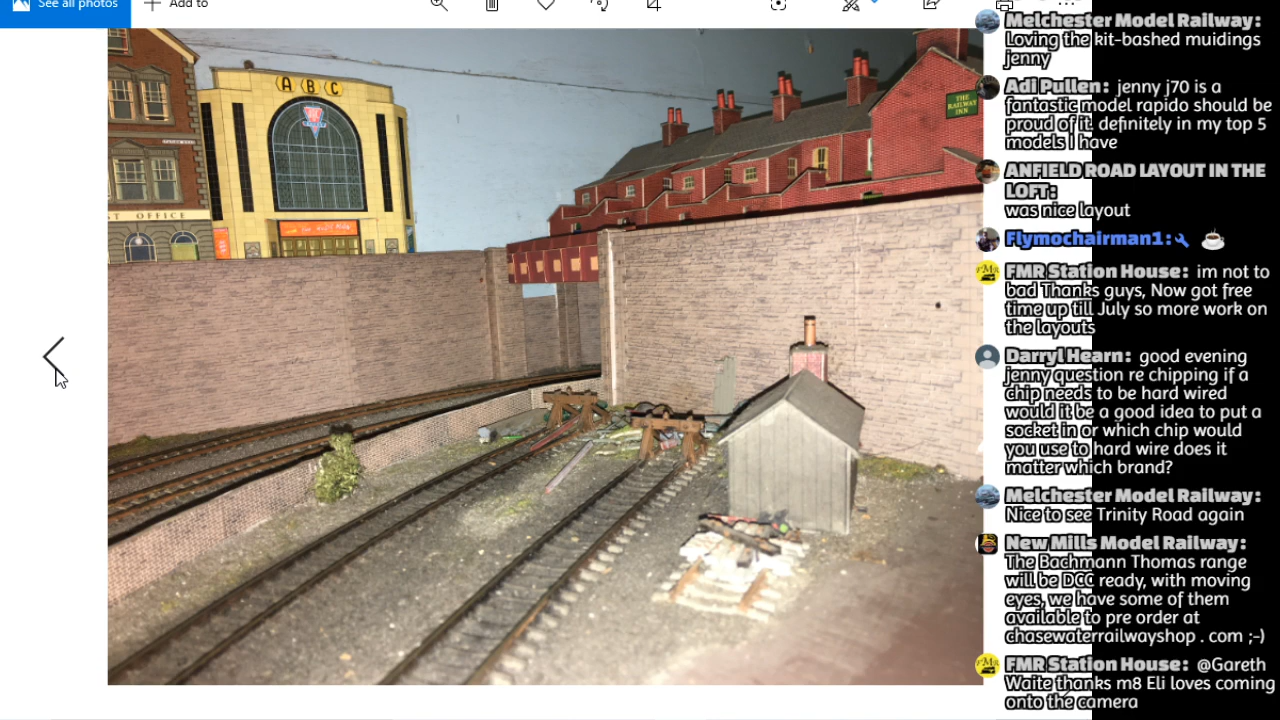 See all photos
Add to
ABC
THE
RAILWAY
INN
ST OFFICE
Melchester Model Railway:
Loving the kit-bashed muidings
jenny
Adi Pullen: jenny j70 is a
fantastic model rapido should be
proud of it. definitely in my top 5
models i have
ANFIELD ROAD LAYOUT IN THE
LOFT:
was nice layout
Flymochairman1:
FMR Station House: im not to
bad Thanks guys, Now got free
time up till July so more work on
the layouts
Darryl Hearn: good evening
jenny question re chipping if a
chip needs to be hard wired
would it be a good idea to put a
socket in or which chip would
you use to hard wire does it
matter which brand?
Melchester Model Railway:
Nice to see Trinity Road again
New Mills Model Railway:
The Bachmann Thomas range
will be DCC ready, with moving
eyes, we have some of them
available to pre order at
chasewaterrailwayshop . com ;-)
FMR Station House: @Gareth
Waite thanks m8 Eli loves coming
onto the camera